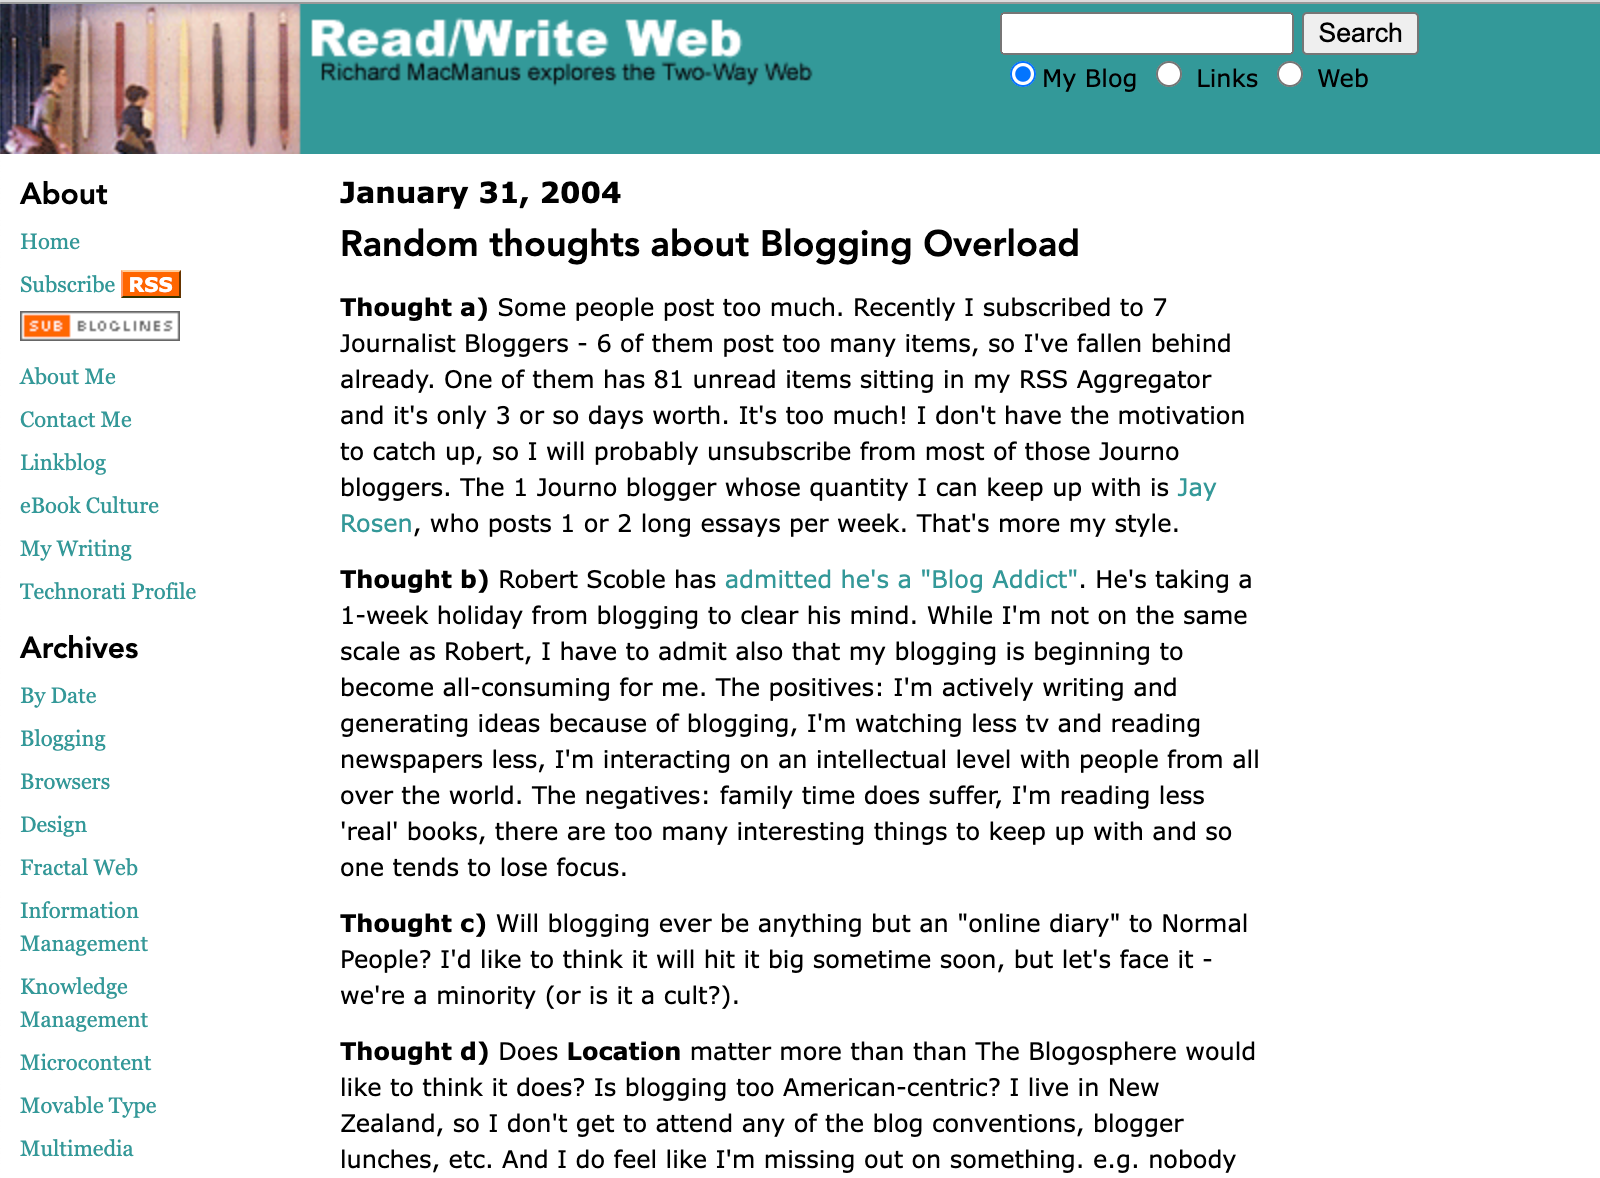 Read/Write Web
Richard MacManus explores the Two-Way Web
Search
My Blog Links Web
About
Home
Subscribe RSS
SUB BLOGLINES
About Me
Contact Me
Linkblog
eBook Culture
My Writing
Technorati Profile
Archives
By Date
Blogging
Browsers
Design
Fractal Web
Information
Management
Knowledge
Management
Microcontent
Movable Type
Multimedia
January 31, 2004
Random thoughts about Blogging Overload
Thought a) Some people post too much. Recently I subscribed to 7
Journalist Bloggers - 6 of them post too many items, so I've fallen behind
already. One of them has 81 unread items sitting in my RSS Aggregator
and it's only 3 or so days worth. It's too much! I don't have the motivation
to catch up, so I will probably unsubscribe from most of those Journo
bloggers. The 1 Journo blogger whose quantity I can keep up with is Jay
Rosen, who posts 1 or 2 long essays per week. That's more my style.
Thought b) Robert Scoble has admitted he's a "Blog Addict". He's taking a
1-week holiday from blogging to clear his mind. While I'm not on the same
scale as Robert, I have to admit also that my blogging is beginning to
become all-consuming for me. The positives: I'm actively writing and
generating ideas because of blogging, I'm watching less tv and reading
newspapers less, I'm interacting on an intellectual level with people from all
over the world. The negatives: family time does suffer, I'm reading less
'real' books, there are too many interesting things to keep up with and so
one tends to lose focus.
Thought c) Will blogging ever be anything but an "online diary" to Normal
People? I'd like to think it will hit it big sometime soon, but let's face it -
we're a minority (or is it a cult?).
Thought d) Does Location matter more than than The Blogosphere would
like to think it does? Is blogging too American-centric? I live in New
Zealand, so I don't get to attend any of the blog conventions, blogger
lunches, etc. And I do feel like I'm missing out on something. e.g. nobody